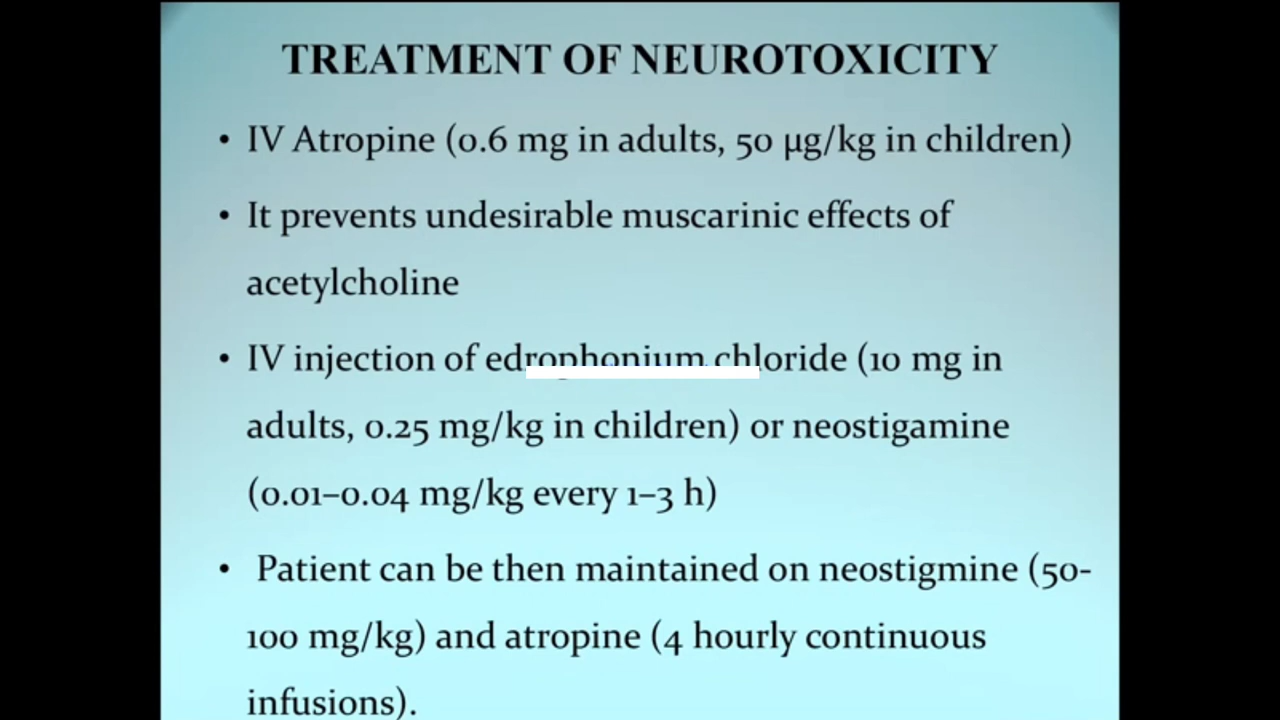 TREATMENT OF NEUROTOXICITY
• IV Atropine (0.6 mg in adults, 50 µg/kg in children)
• It prevents undesirable muscarinic effects of
acetylcholine
• IV injection of edrophonium chloride (10 mg in
adults, 0.25 mg/kg in children) or neostigamine
(0.01–0.04 mg/kg every 1–3 h)
• Patient can be then maintained on neostigmine (50-
100 mg/kg) and atropine (4 hourly continuous
infusions).